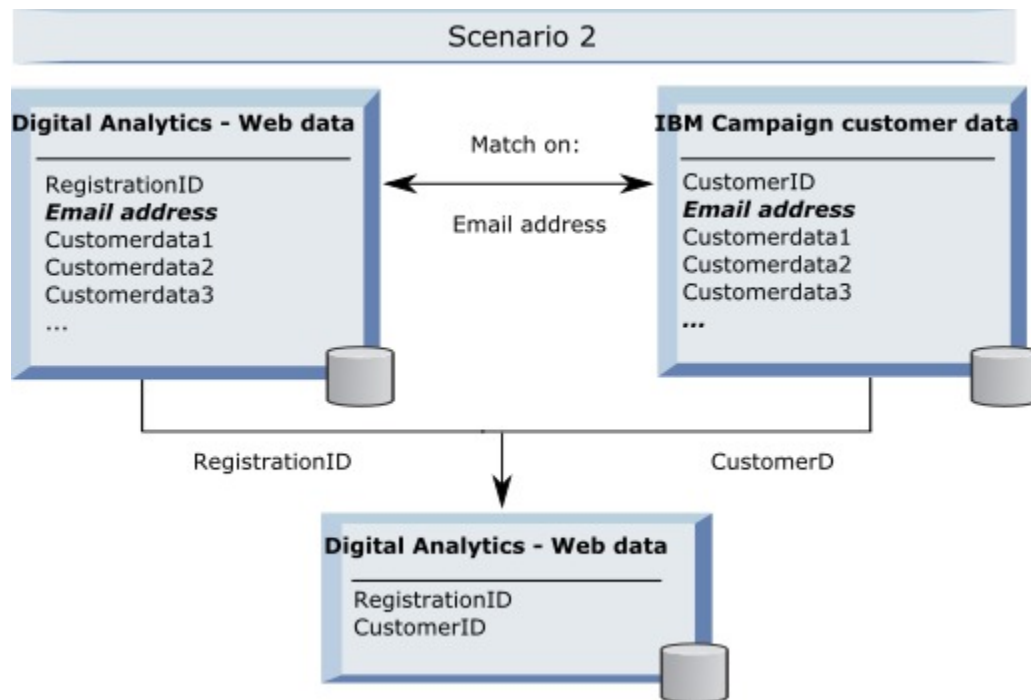 Scenario 2
Digital Analytics - Web data
RegistrationID
Email address
Customerdata1
Customerdata2
Customerdata3
...
Match on:
Email address
IBM Campaign customer data
CustomerID
Email address
Customerdata1
Customerdata2
Customerdata3
...
RegistrationID
CustomerD
Digital Analytics - Web data
RegistrationID
CustomerID